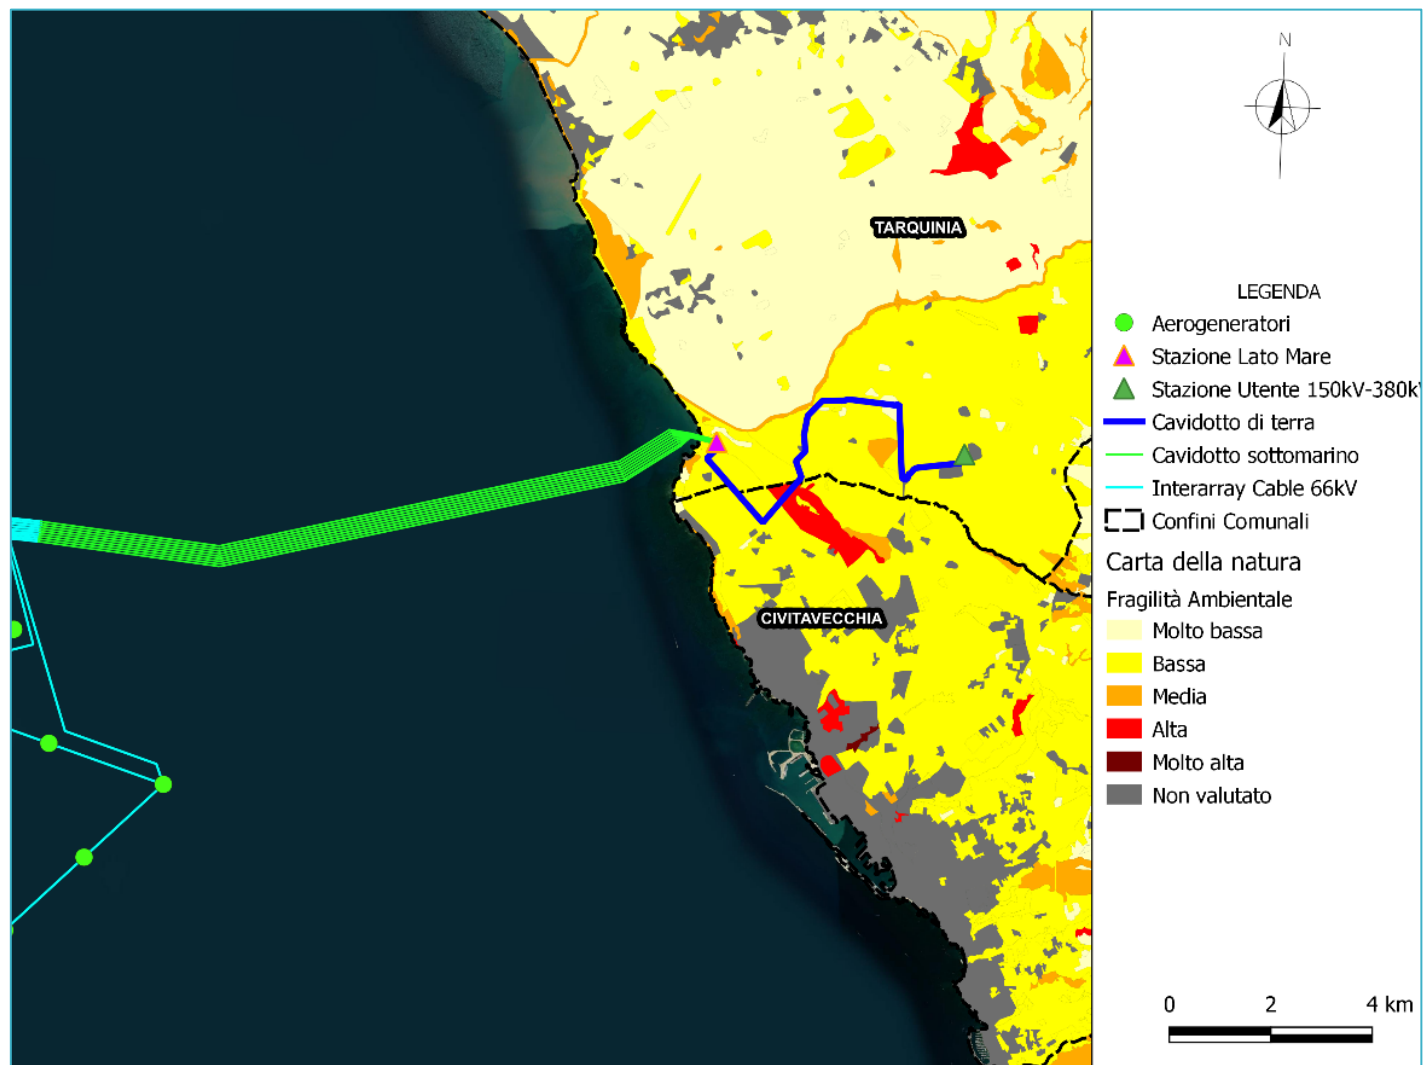 N
TARQUINIA
CIVITAVECCHIA
LEGENDA
Aerogeneratori
Stazione Lato Mare
Stazione Utente 150kV-380k
Cavidotto di terra
Cavidotto sottomarino
Interarray Cable 66kV
Confini Comunali
Carta della natura
Fragilità Ambientale
Molto bassa
Bassa
Media
Alta
Molto alta
Non valutato
0 2 4 km